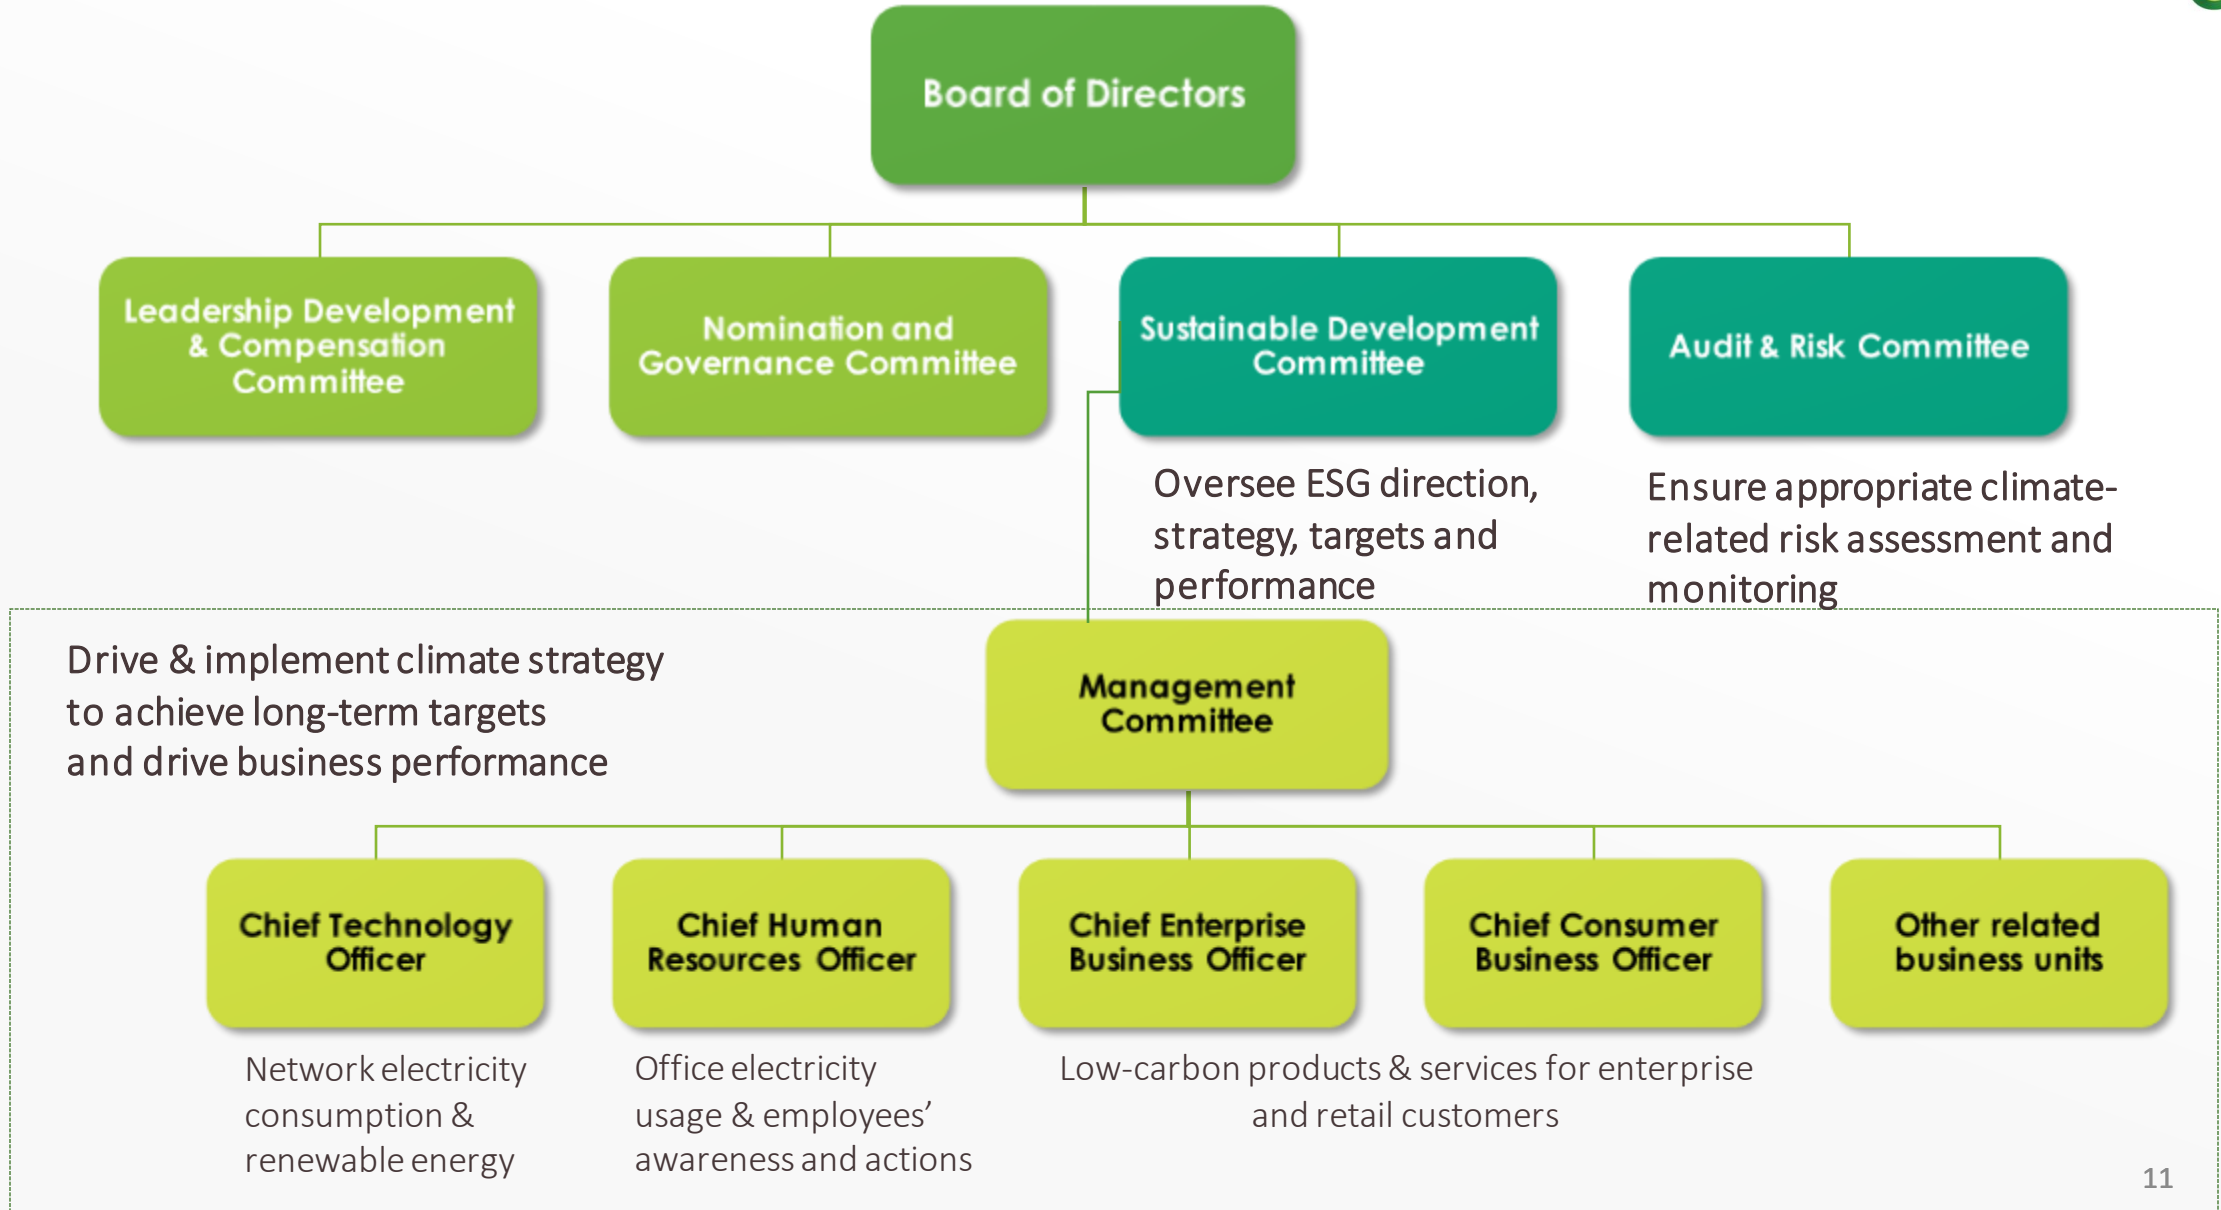 Board of Directors
Leadership Development
& Compensation
Committee
Nomination and
Governance Committee
Sustainable Development
Committee
Audit & Risk Committee
Oversee ESG direction,
strategy, targets and
performance
Ensure appropriate climate-
related risk assessment and
monitoring
Drive & implement climate strategy
to achieve long-term targets
and drive business performance
Management
Committee
Chief Technology
Officer
Chief Human
Resources Officer
Chief Enterprise
Business Officer
Chief Consumer
Business Officer
Other related
business units
Network electricity
consumption &
renewable energy
Office electricity
usage & employees’
awareness and actions
Low-carbon products & services for enterprise
and retail customers
11